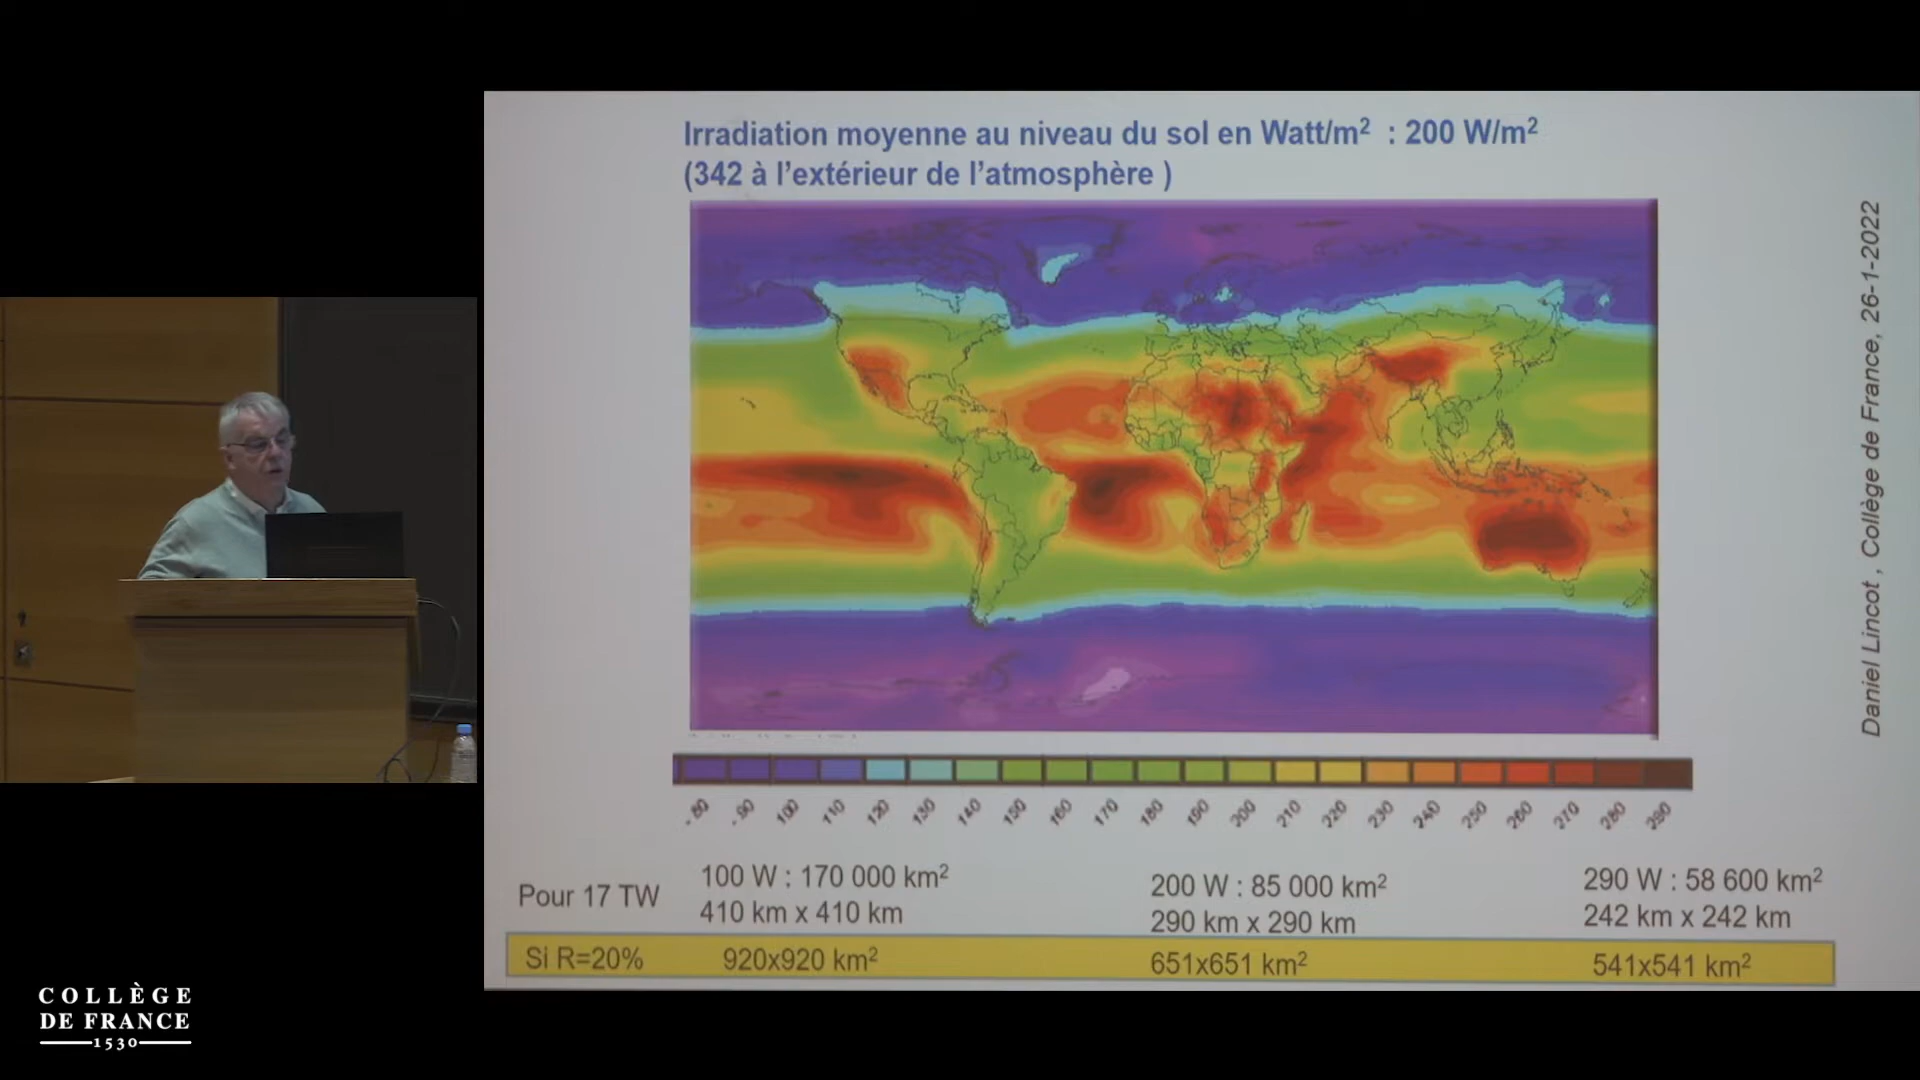 Irradiation moyenne au niveau du sol en Watt/m² : 200 W/m²
(342 à l'extérieur de l'atmosphère )
Daniel Lincot , Collège de France, 26-1-2022
100 110 120 130 140 150 160 170 180 190 200 210 220 230 240 250 260 270 280 290
Pour 17 TW
100 W : 170 000 km²
410 km x 410 km
200 W : 85 000 km²
290 km x 290 km
290 W : 58 600 km²
242 km x 242 km
Si R=20%
920x920 km²
651x651 km²
541x541 km²
COLLÈGE
DE FRANCE
1530